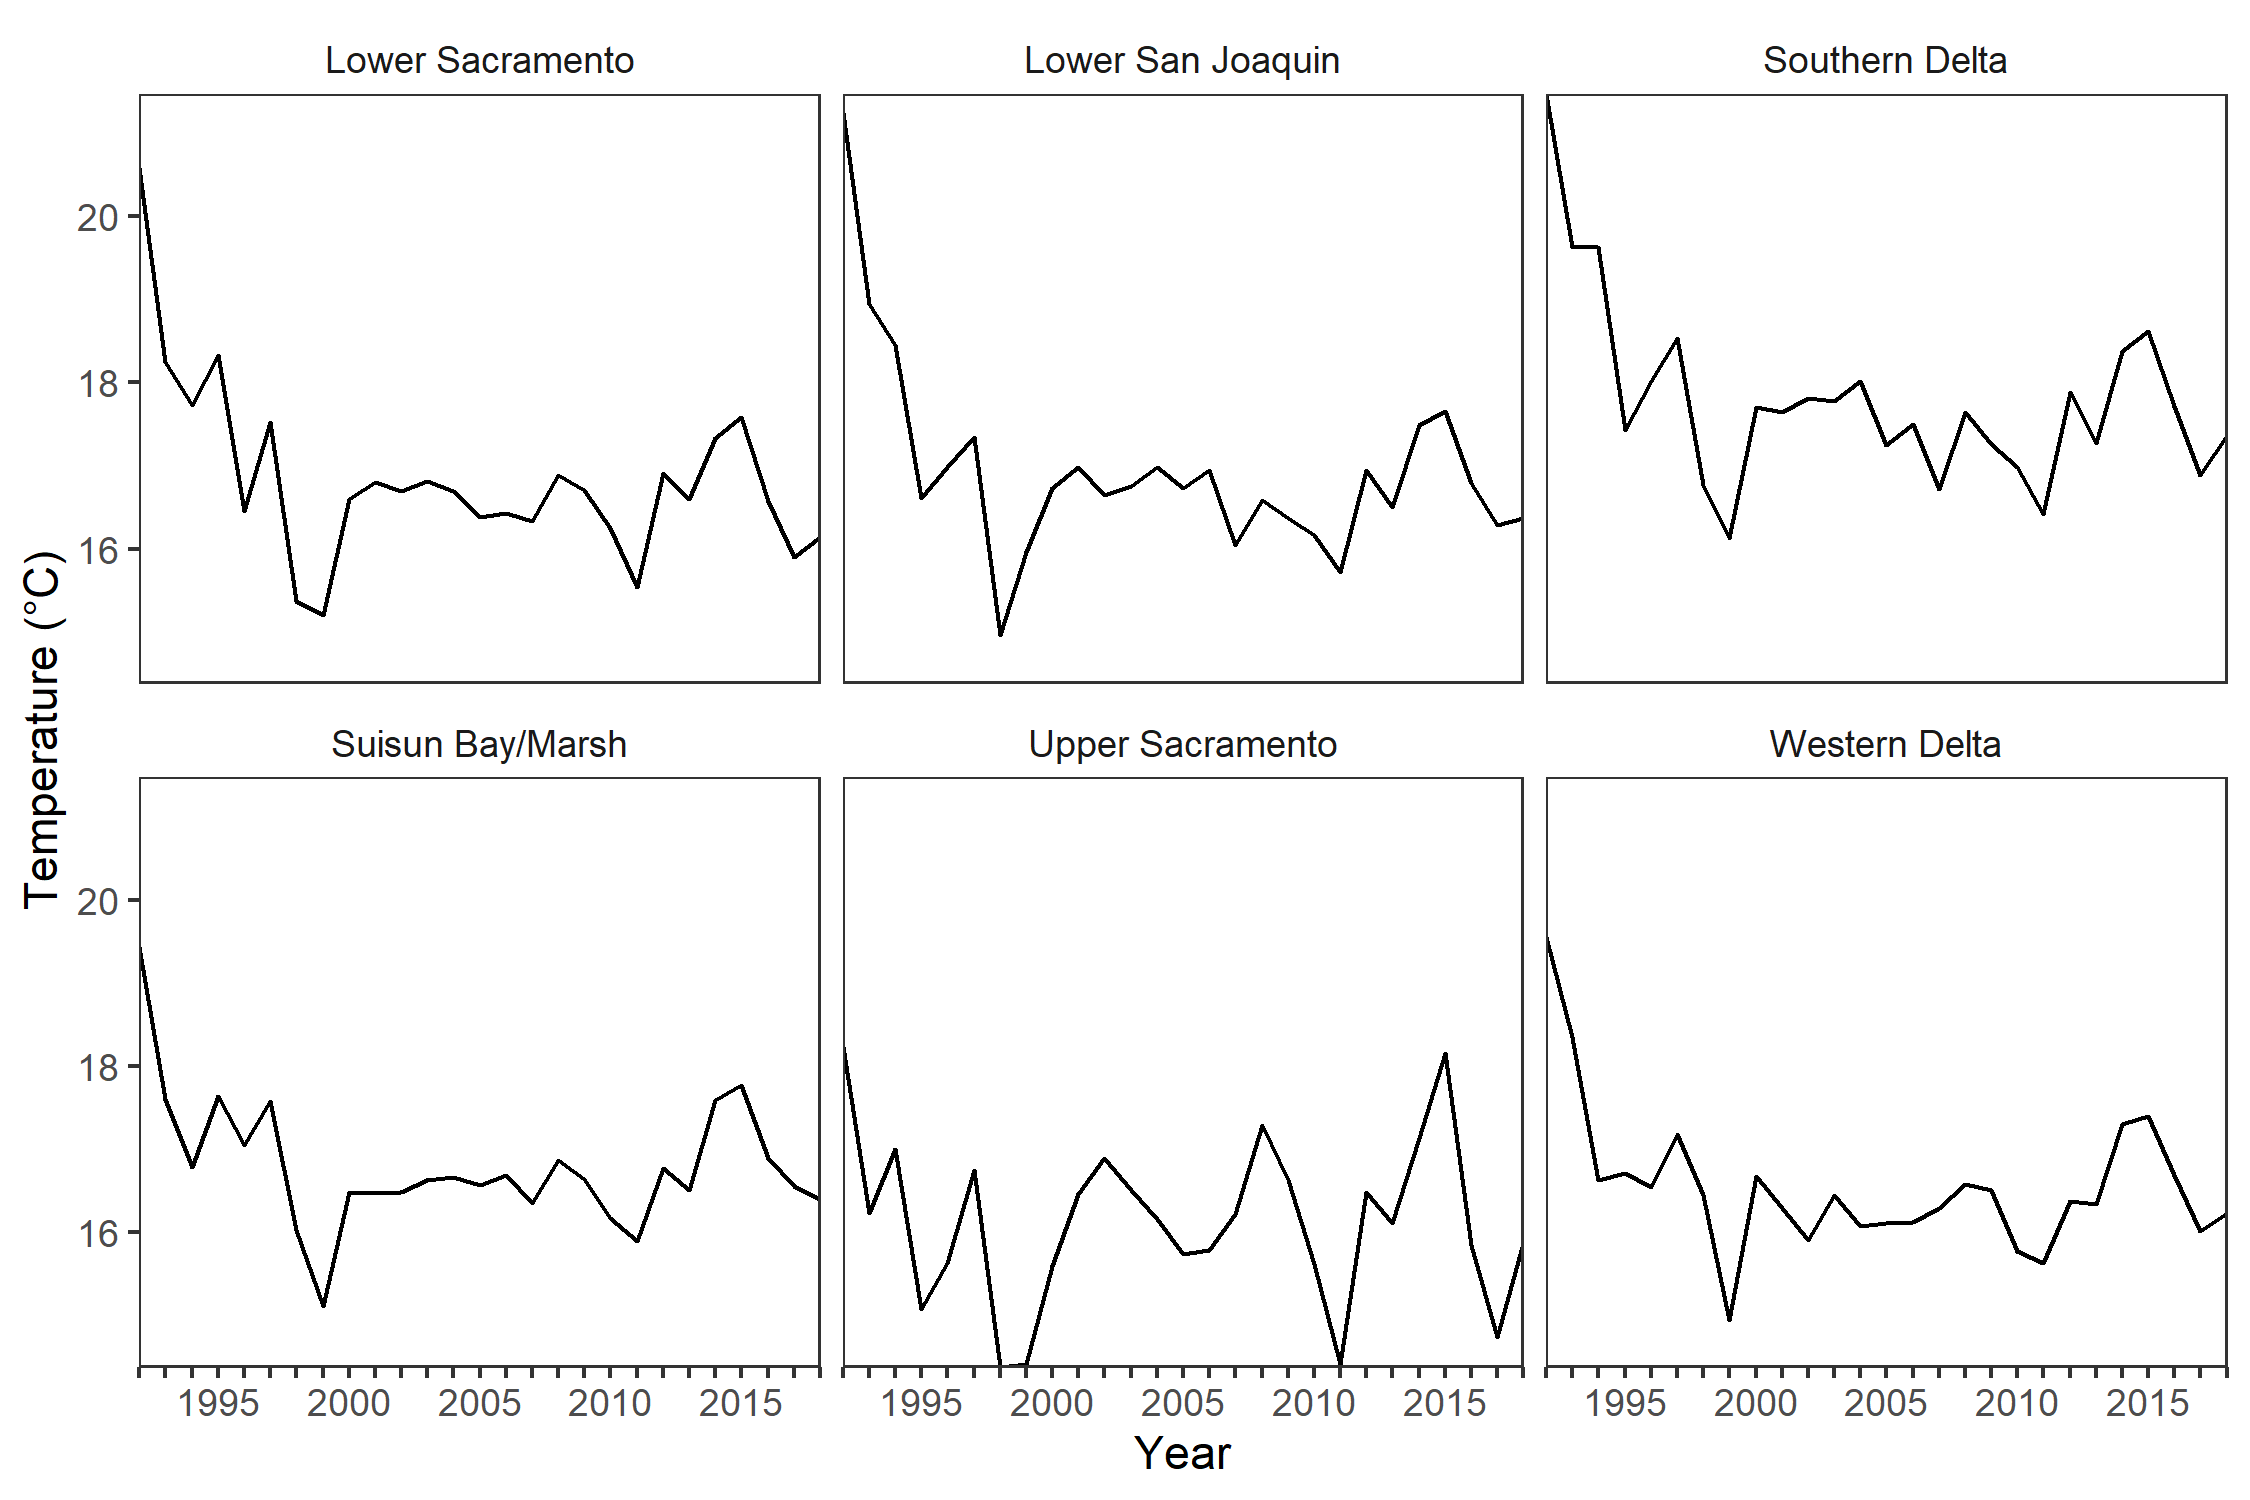 Lower Sacramento
Lower San Joaquin
Southern Delta
20
18
16
Suisun Bay/Marsh
Upper Sacramento
Western Delta
20
18
16
Temperature (°C)
1995 2000 2005 2010 2015
1995 2000 2005 2010 2015
1995 2000 2005 2010 2015
Year